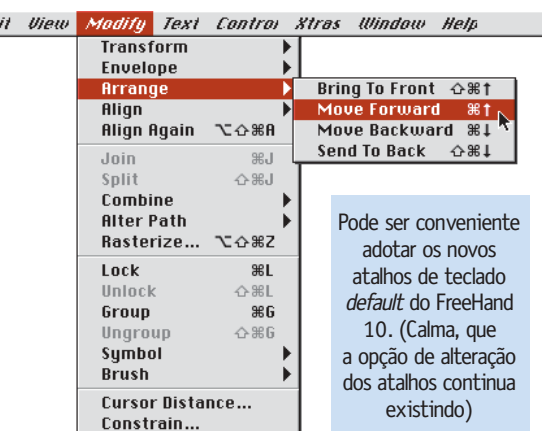 it View Modify Text Control Xtras Window Help
Transform
Envelope
Arrange
Align
Align Again ⌥⇧⌘A
Join ⌘J
Split ⇧⌘J
Combine
Alter Path
Rasterize... ⌥⇧⌘Z
Lock ⌘L
Unlock ⇧⌘L
Group ⌘G
Ungroup ⇧⌘G
Symbol
Brush
Cursor Distance...
Constrain...
Bring To Front ⇧⌘↑
Move Forward ⌘↑
Move Backward ⌘↓
Send To Back ⇧⌘↓
Pode ser conveniente
adotar os novos
atalhos de teclado
default do FreeHand
10. (Calma, que
a opção de alteração
dos atalhos continua
existindo)